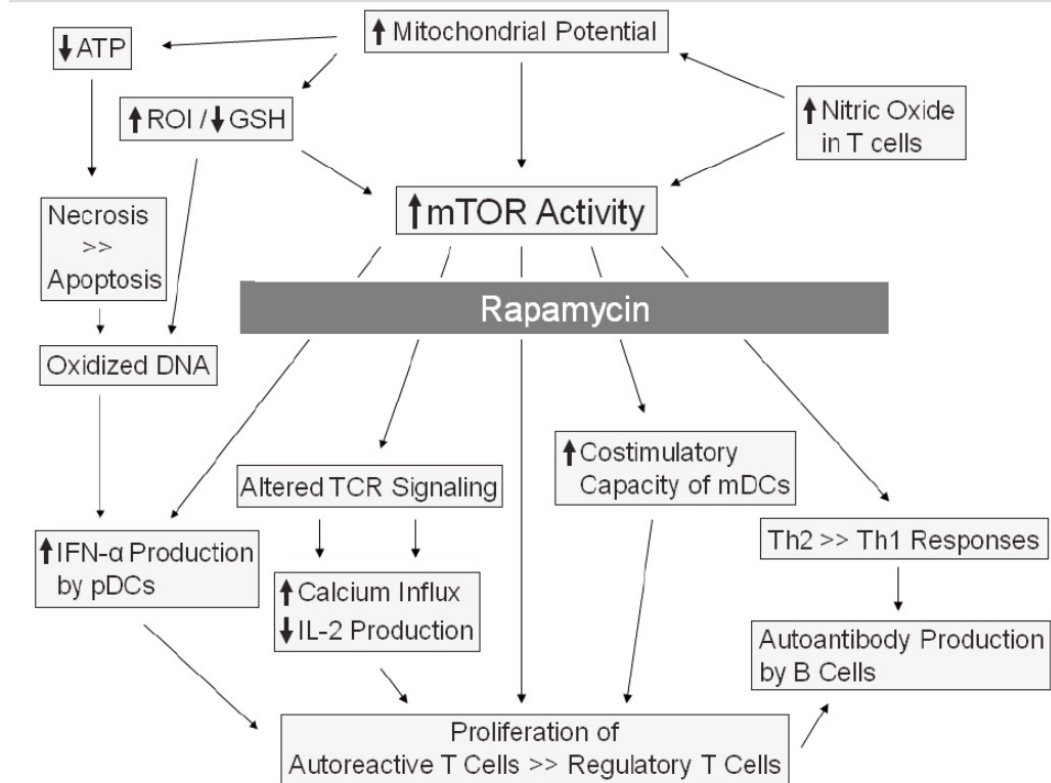 ↓ATP
↑Mitochondrial Potential
↑ROI /↓GSH
↑Nitric Oxide
in T cells
↑mTOR Activity
Necrosis
>>
Apoptosis
Rapamycin
Oxidized DNA
↑Costimulatory
Capacity of mDCs
Altered TCR Signaling
↑IFN-α Production
by pDCs
Th2 >> Th1 Responses
↑Calcium Influx
↓IL-2 Production
Autoantibody Production
by B Cells
Proliferation of
Autoreactive T Cells >> Regulatory T Cells